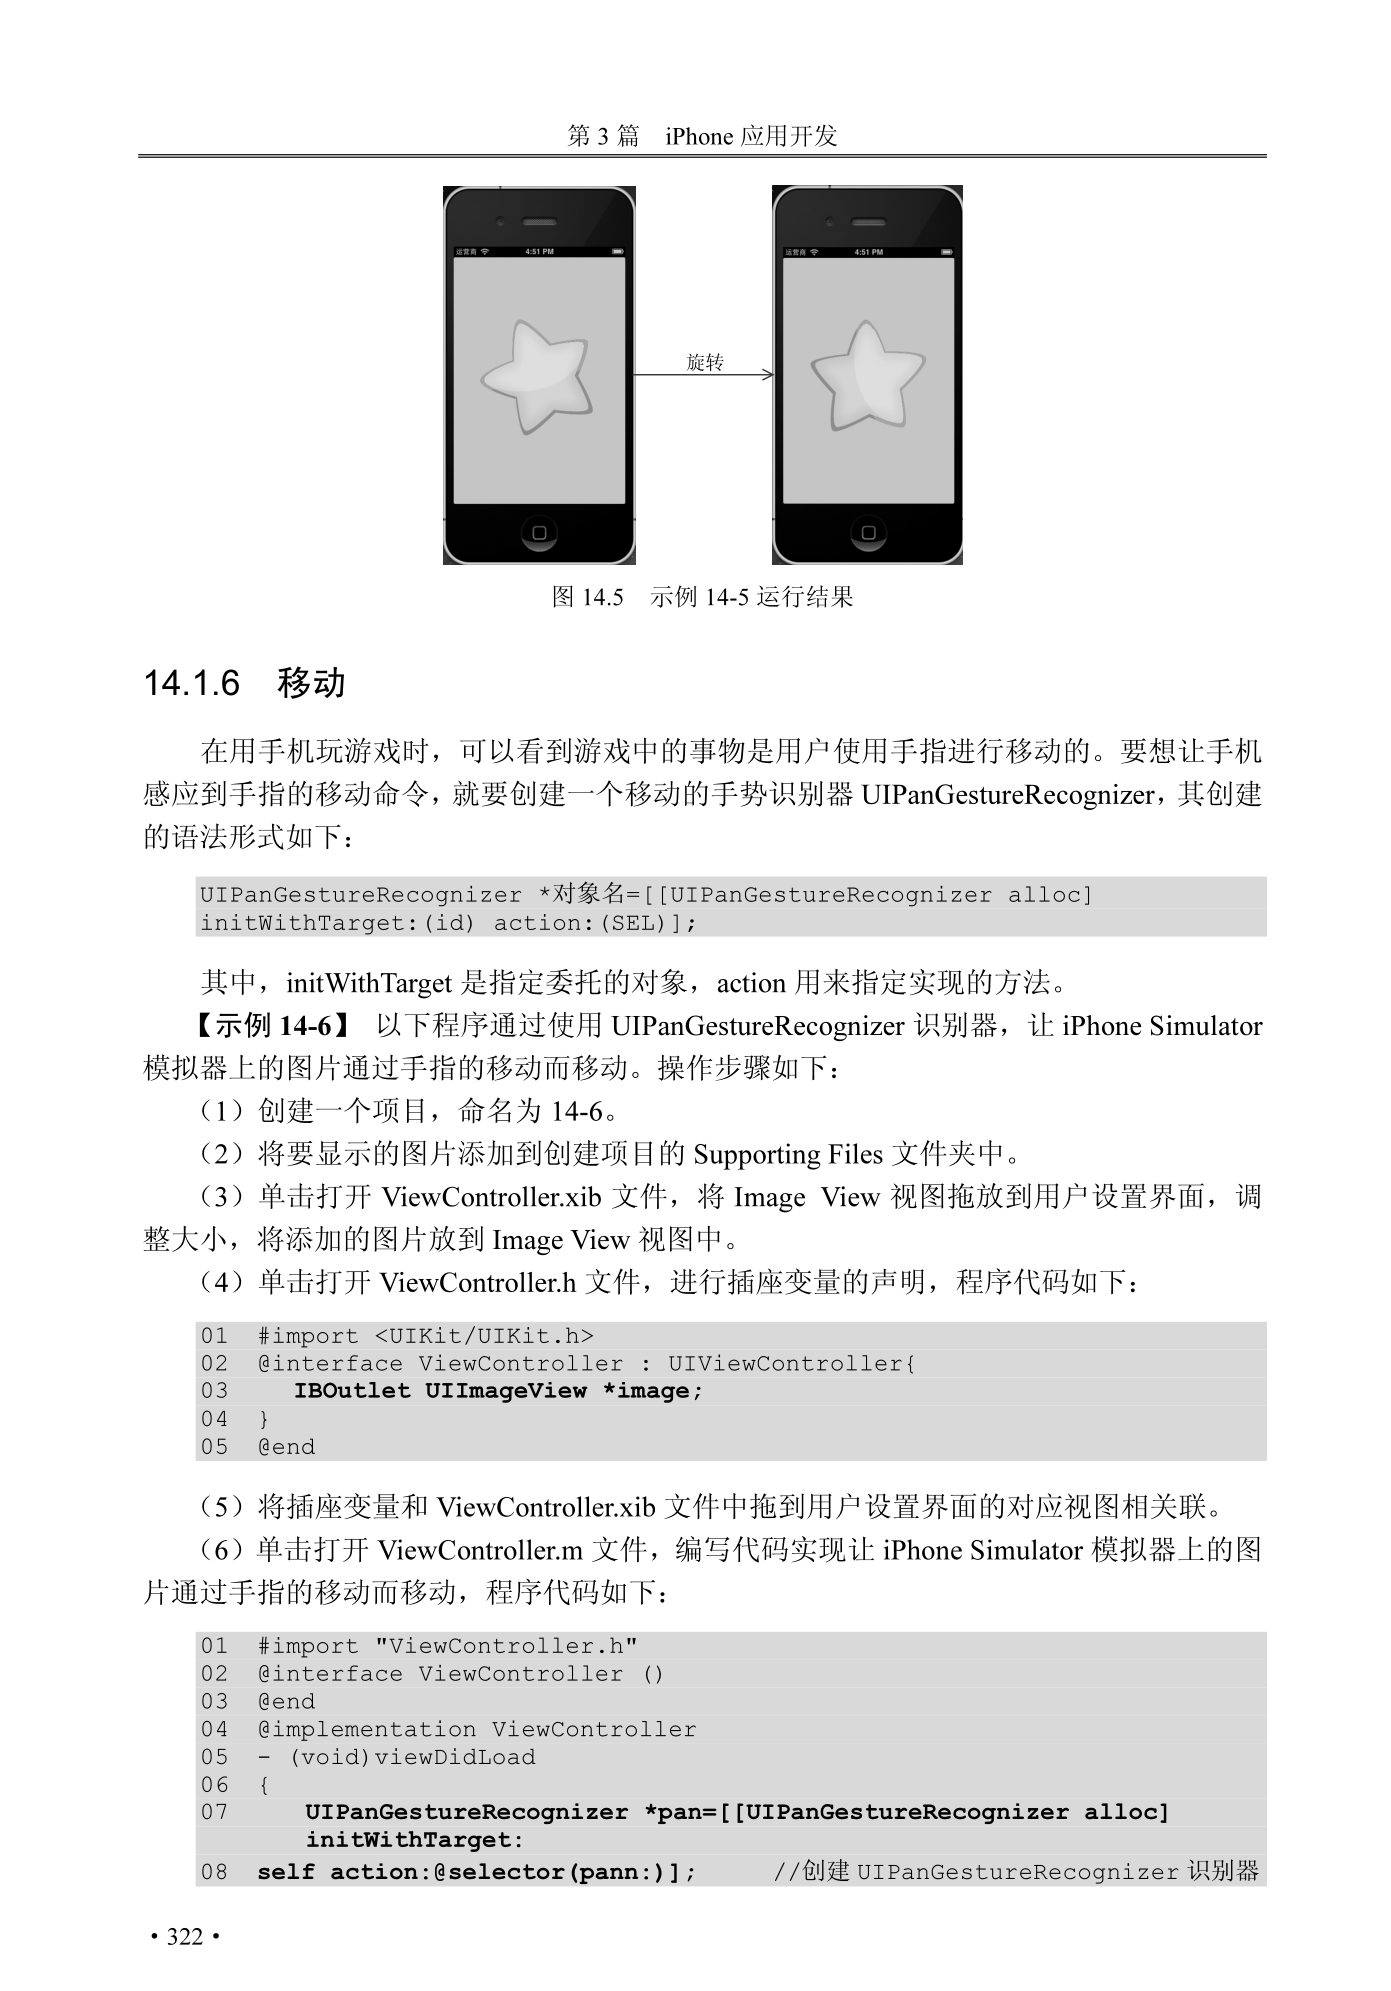 第 3 篇　iPhone 应用开发
运营商 4:51 PM
运营商 4:51 PM
旋转
图 14.5　示例 14-5 运行结果
14.1.6　移动
在用手机玩游戏时，可以看到游戏中的事物是用户使用手指进行移动的。要想让手机
感应到手指的移动命令，就要创建一个移动的手势识别器 UIPanGestureRecognizer，其创建
的语法形式如下：
UIPanGestureRecognizer *对象名=[[UIPanGestureRecognizer alloc]
initWithTarget:(id) action:(SEL)];
其中，initWithTarget 是指定委托的对象，action 用来指定实现的方法。
【示例 14-6】 以下程序通过使用 UIPanGestureRecognizer 识别器，让 iPhone Simulator
模拟器上的图片通过手指的移动而移动。操作步骤如下：
（1）创建一个项目，命名为 14-6。
（2）将要显示的图片添加到创建项目的 Supporting Files 文件夹中。
（3）单击打开 ViewController.xib 文件，将 Image View 视图拖放到用户设置界面，调
整大小，将添加的图片放到 Image View 视图中。
（4）单击打开 ViewController.h 文件，进行插座变量的声明，程序代码如下：
01 #import <UIKit/UIKit.h>
02 @interface ViewController : UIViewController{
03 IBOutlet UIImageView *image;
04 }
05 @end
（5）将插座变量和 ViewController.xib 文件中拖到用户设置界面的对应视图相关联。
（6）单击打开 ViewController.m 文件，编写代码实现让 iPhone Simulator 模拟器上的图
片通过手指的移动而移动，程序代码如下：
01 #import "ViewController.h"
02 @interface ViewController ()
03 @end
04 @implementation ViewController
05 - (void)viewDidLoad
06 {
07 UIPanGestureRecognizer *pan=[[UIPanGestureRecognizer alloc]
initWithTarget:
08 self action:@selector(pann:)]; //创建 UIPanGestureRecognizer 识别器
• 322 •